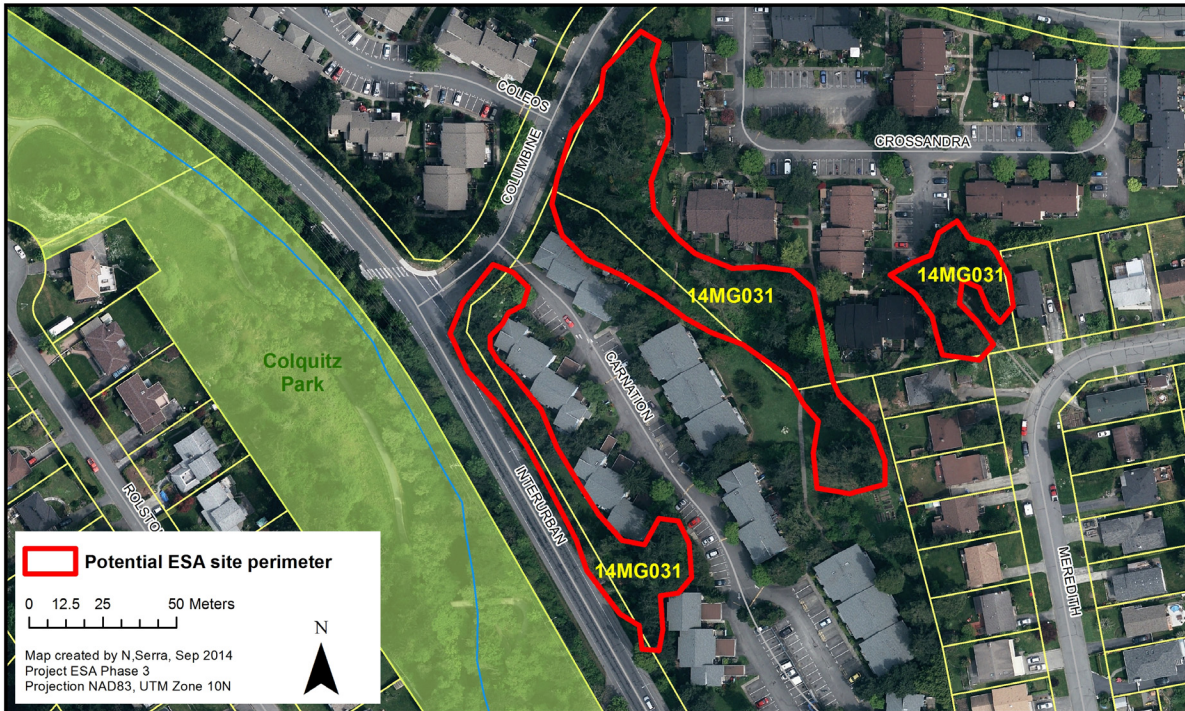 COLEOS
COLUMBINE
CROSSANDRA
14MG031
14MG031
Colquitz
Park
CARNATION
INTERURBAN
ROLSTO
14MG031
MEREDITH
Potential ESA site perimeter
0 12.5 25 50 Meters
N
Map created by N,Serra, Sep 2014
Project ESA Phase 3
Projection NAD83, UTM Zone 10N